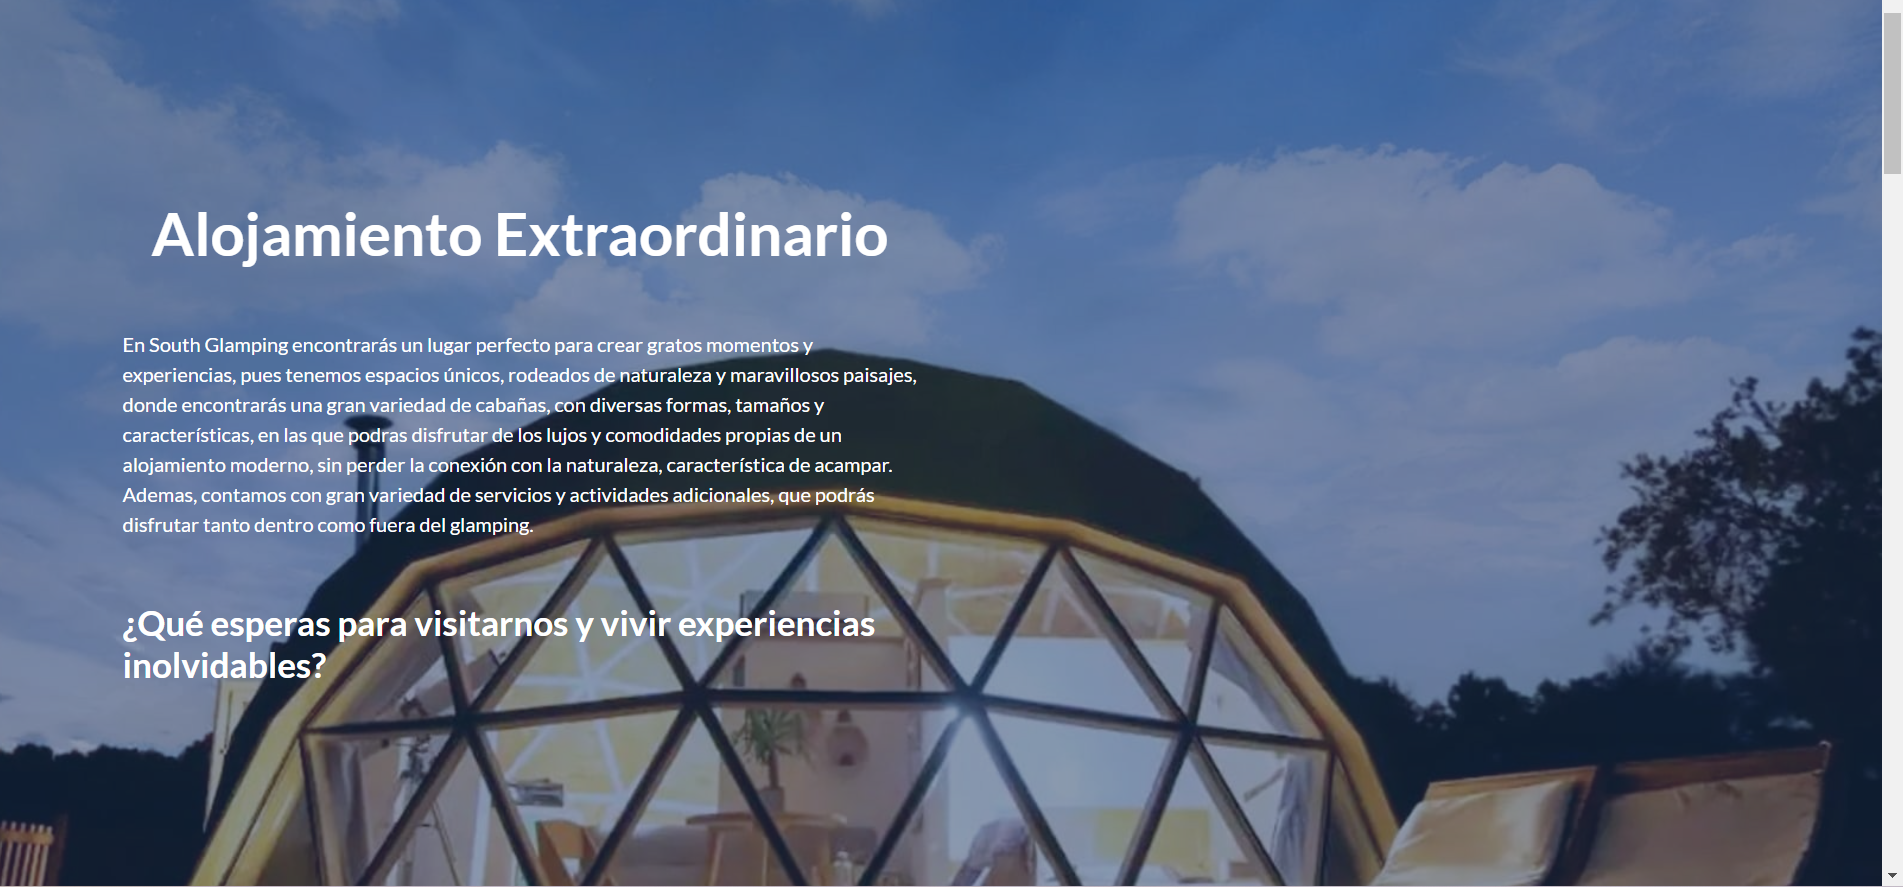 Alojamiento Extraordinario
En South Glamping encontrarás un lugar perfecto para crear gratos momentos y
experiencias, pues tenemos espacios únicos, rodeados de naturaleza y maravillosos paisajes,
donde encontrarás una gran variedad de cabañas, con diversas formas, tamaños y
características, en las que podras disfrutar de los lujos y comodidades propias de un
alojamiento moderno, sin perder la conexión con la naturaleza, característica de acampar.
Ademas, contamos con gran variedad de servicios y actividades adicionales, que podrás
disfrutar tanto dentro como fuera del glamping.
¿Qué esperas para visitarnos y vivir experiencias
inolvidables?